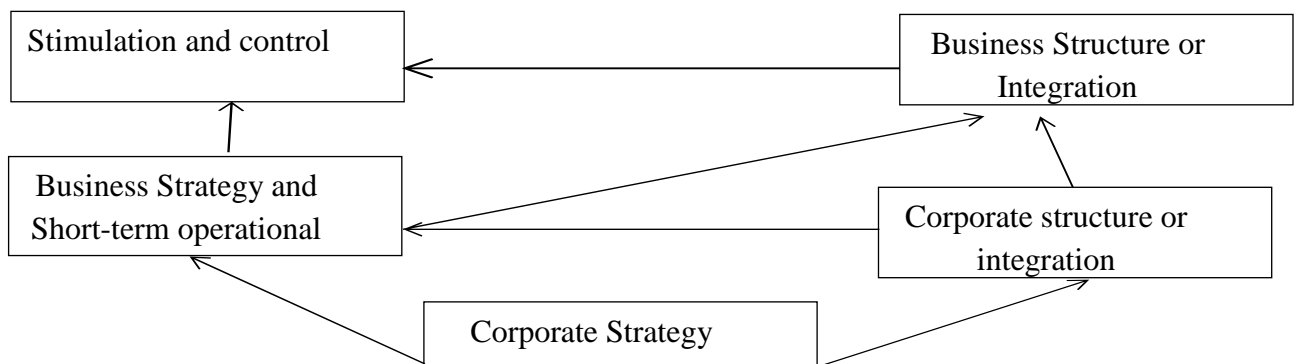 Stimulation and control
Business Structure or
Integration
Business Strategy and
Short-term operational
Corporate structure or
integration
Corporate Strategy